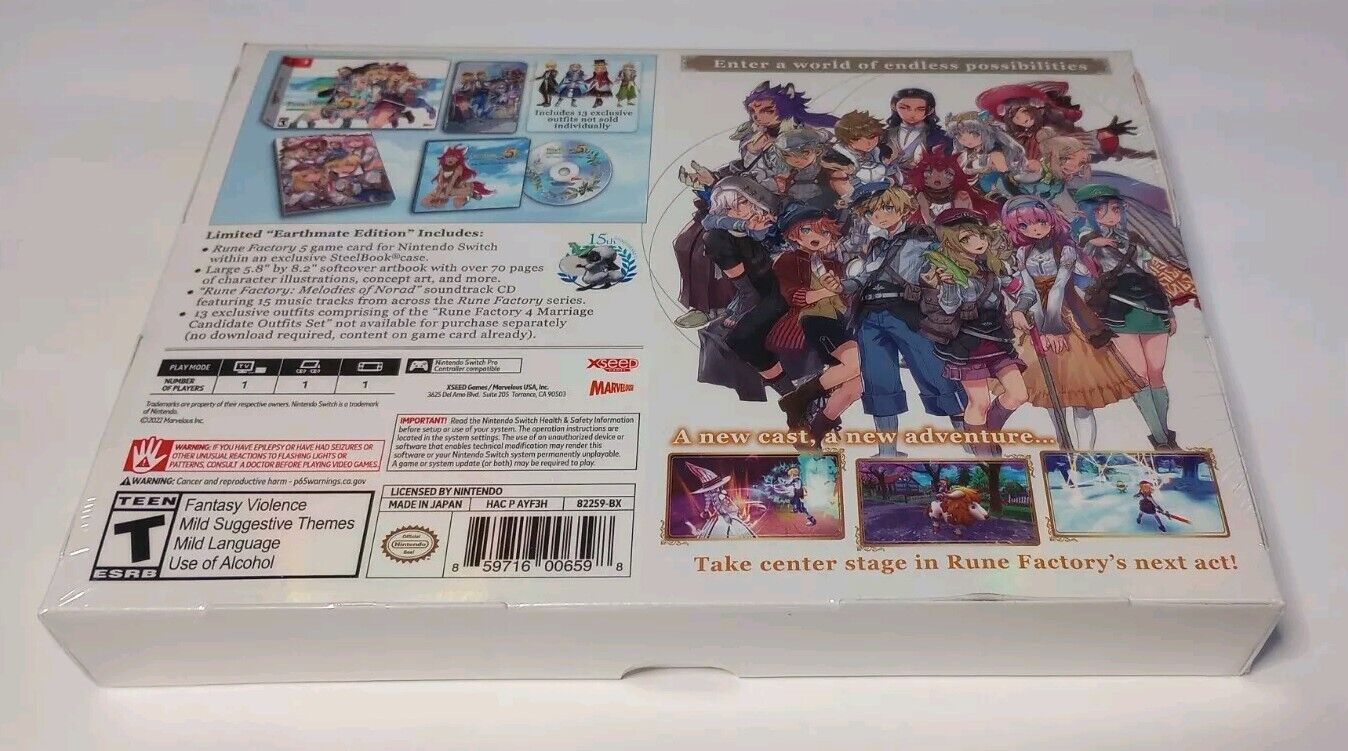 Includes 13 exclusive
outfits not sold
individually
Limited "Earthmate Edition" Includes:
• Rune Factory 5 game card for Nintendo Switch
within an exclusive SteelBook® case.
• Large 5.8" by 8.2" softcover artbook with over 70 pages
of character illustrations, concept art, and more.
• "Rune Factory: Melodies of Norad" soundtrack CD
featuring 15 music tracks from across the Rune Factory series.
• 13 exclusive outfits comprising of the "Rune Factory 4 Marriage
Candidate Outfits Set" not available for purchase separately
(no download required, content on game card already).
15th
PLAY MODE
TV
NUMBER
OF PLAYERS
1
1
1
Nintendo Switch Pro
Controller compatible
XSEED
GAMES
MARVELOUS!
XSEED Games / Marvelous USA, Inc.
3625 Del Amo Blvd. Suite 205 Torrance, CA 90503
Trademarks are property of their respective owners. Nintendo Switch is a trademark
of Nintendo.
©2022 Marvelous Inc.
WARNING: IF YOU HAVE EPILEPSY OR HAVE HAD SEIZURES OR
OTHER UNUSUAL REACTIONS TO FLASHING LIGHTS OR
PATTERNS, CONSULT A DOCTOR BEFORE PLAYING VIDEO GAMES.
WARNING: Cancer and reproductive harm - p65warnings.ca.gov
IMPORTANT! Read the Nintendo Switch Health & Safety Information
before setup or use of your system. The operation instructions are
located in the system settings. The use of an unauthorized device or
software that enables technical modification may render this
software or your Nintendo Switch system permanently unplayable.
A game or system update (or both) may be required to play.
TEEN
T
ESRB
Fantasy Violence
Mild Suggestive Themes
Mild Language
Use of Alcohol
LICENSED BY NINTENDO
MADE IN JAPAN
HAC P AYF3H
82259-BX
Official
Nintendo
Seal
8 59716 00659 8
Enter a world of endless possibilities
A new cast, a new adventure...
Take center stage in Rune Factory's next act!